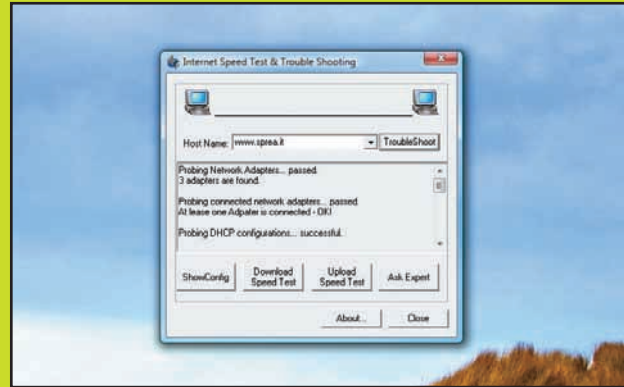 Internet Speed Test & Trouble Shooting
Host Name: www.sprea.it TroubleShoot
Probing Network Adapters... passed.
3 adapters are found.
Probing connected network adapters... passed
At lease one Adpater is connected - OK!
Probing DHCP configurations... successful.
ShowConfig Download Speed Test Upload Speed Test Ask Expert
About... Close